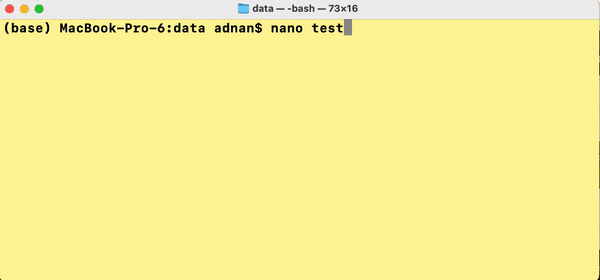 data — -bash — 73×16
(base) MacBook-Pro-6:data adnan$ nano test